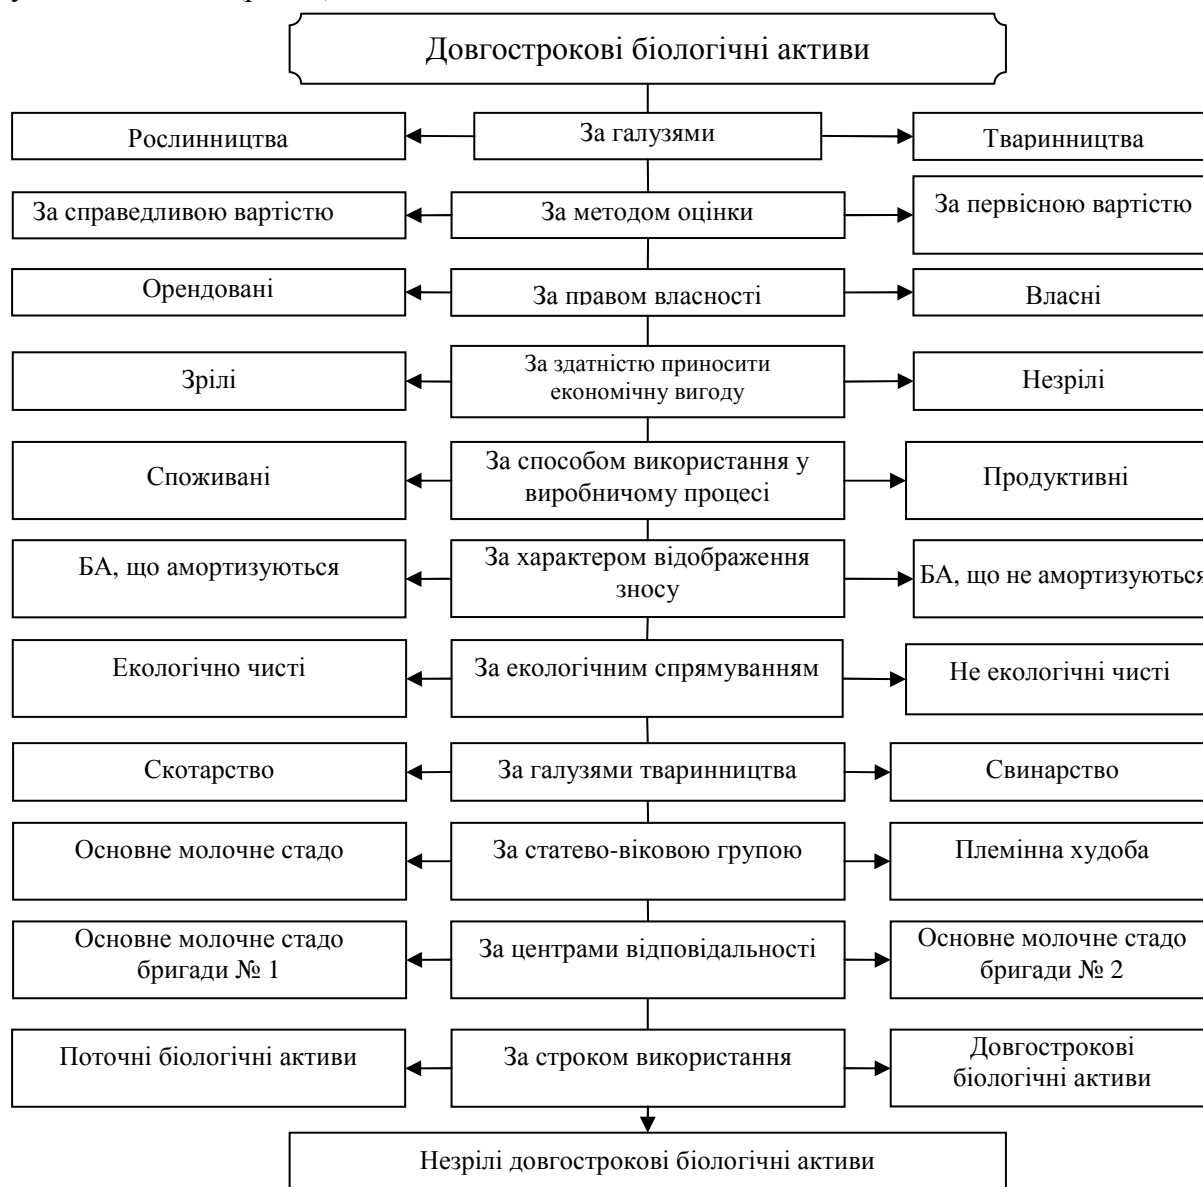 Довгострокові біологічні активи
Рослинництва
За галузями
Тваринництва
За справедливою вартістю
За методом оцінки
За первісною вартістю
Орендовані
За правом власності
Власні
Зрілі
За здатністю приносити
економічну вигоду
Незрілі
Споживані
За способом використання у
виробничому процесі
Продуктивні
БА, що амортизуються
За характером відображення
зносу
БА, що не амортизуються
Екологічно чисті
За екологічним спрямуванням
Не екологічні чисті
Скотарство
За галузями тваринництва
Свинарство
Основне молочне стадо
За статево-віковою групою
Племінна худоба
Основне молочне стадо
бригади № 1
За центрами відповідальності
Основне молочне стадо
бригади № 2
Поточні біологічні активи
За строком використання
Довгострокові
біологічні активи
Незрілі довгострокові біологічні активи